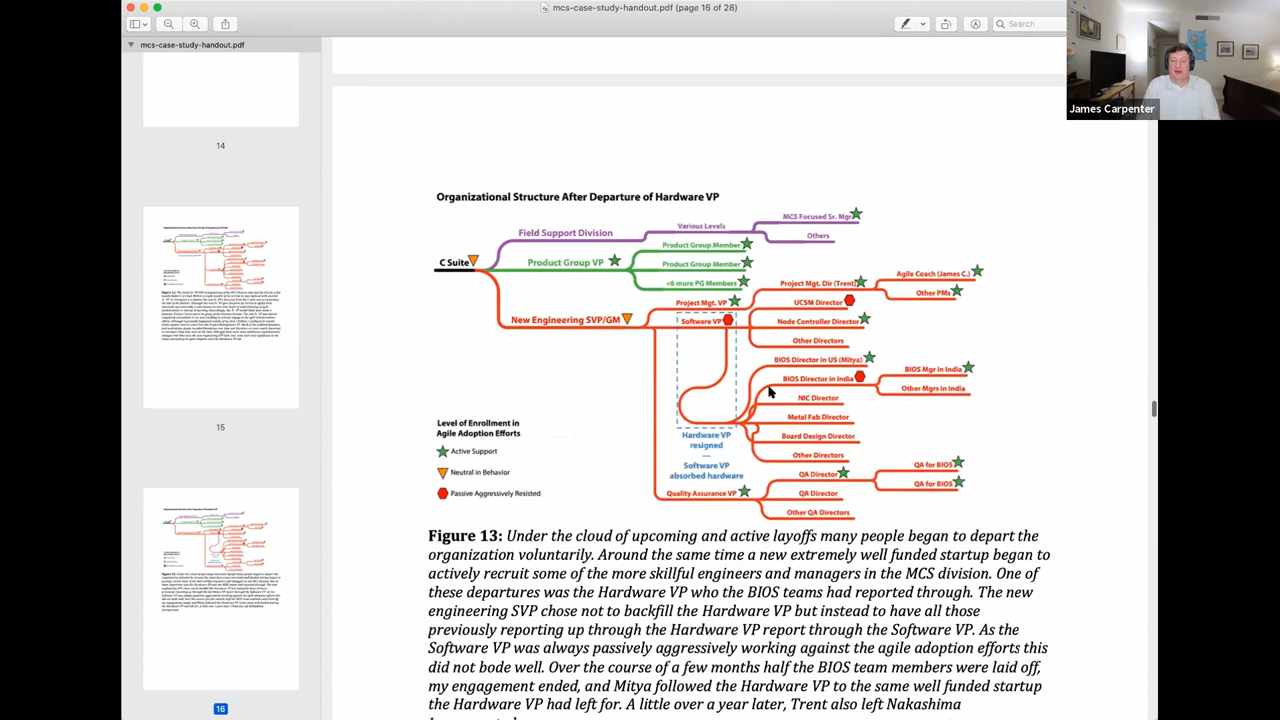 mcs-case-study-handout.pdf (page 16 of 28)
Search
mcs-case-study-handout.pdf
James Carpenter
14
15
16
Organizational Structure After Departure of Hardware VP
MCS Focused Sr. Mgr
Field Support Division
Various Levels
Others
Product Group Member
C Suite
Product Group VP
Product Group Member
Agile Coach (James C.)
<6 more PG Members
Project Mgt. Dir (Trent)
Other PMs
Project Mgt. VP
UCSM Director
New Engineering SVP/GM
Software VP
Node Controller Director
Other Directors
BIOS Director in US (Mitya)
BIOS Mgr in India
BIOS Director in India
Other Mgrs in India
NIC Director
Metal Fab Director
Level of Enrollment in
Agile Adoption Efforts
Active Support
Neutral in Behavior
Passive Aggressively Resisted
Hardware VP
resigned
—
Software VP
absorbed hardware
Board Design Director
Other Directors
QA for BIOS
QA Director
QA for BIOS
Quality Assurance VP
QA Director
Other QA Directors
Figure 13: Under the cloud of upcoming and active layoffs many people began to depart the
organization voluntarily. Around the same time a new extremely well funded startup began to
actively recruit some of the most skillful engineers and managers in the MCS division. One of
these departures was the Hardware VP who the BIOS teams had reported through. The new
engineering SVP chose not to backfill the Hardware VP but instead to have all those
previously reporting up through the Hardware VP report through the Software VP. As the
Software VP was always passively aggressively working against the agile adoption efforts this
did not bode well. Over the course of a few months half the BIOS team members were laid off,
my engagement ended, and Mitya followed the Hardware VP to the same well funded startup
the Hardware VP had left for. A little over a year later, Trent also left Nakashima